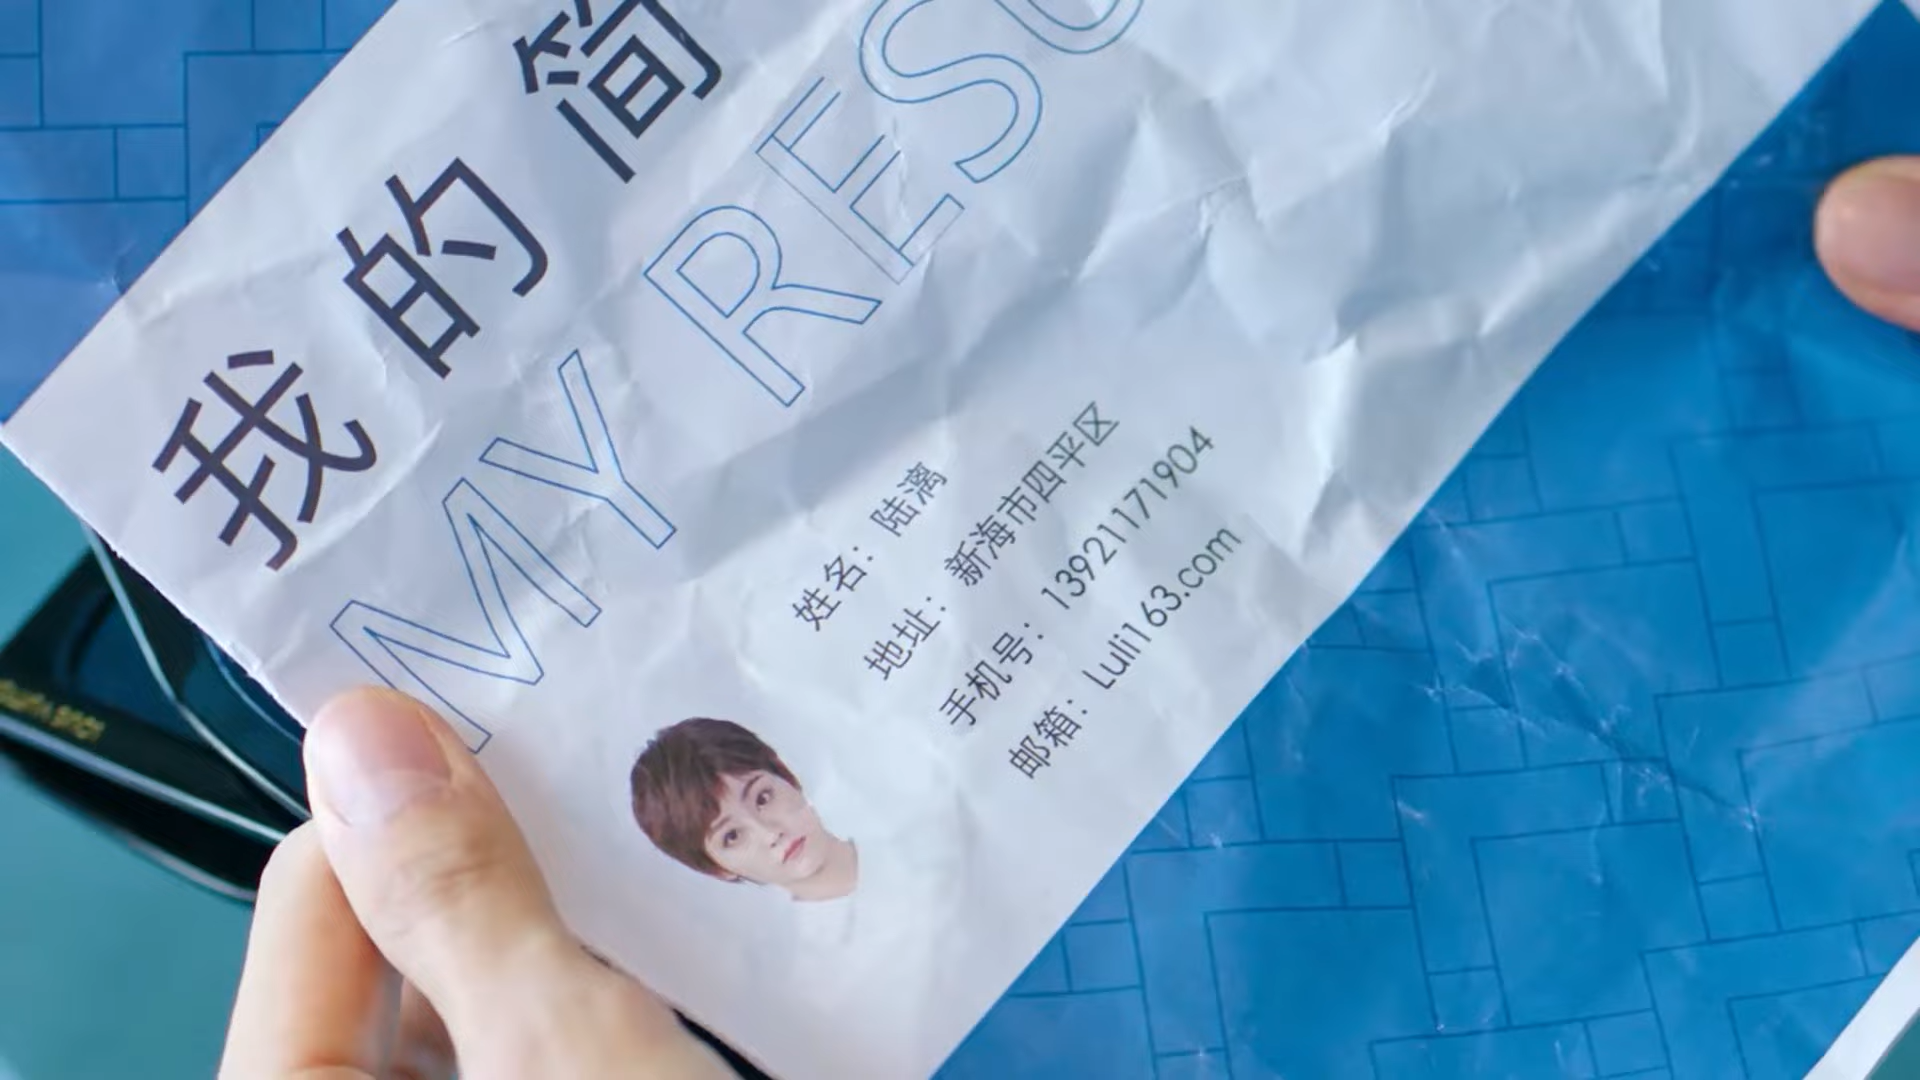 我的简
MY RESU
姓名：陆漓
地址：新海市四平区
手机号：13921171904
邮箱：Luli163.com